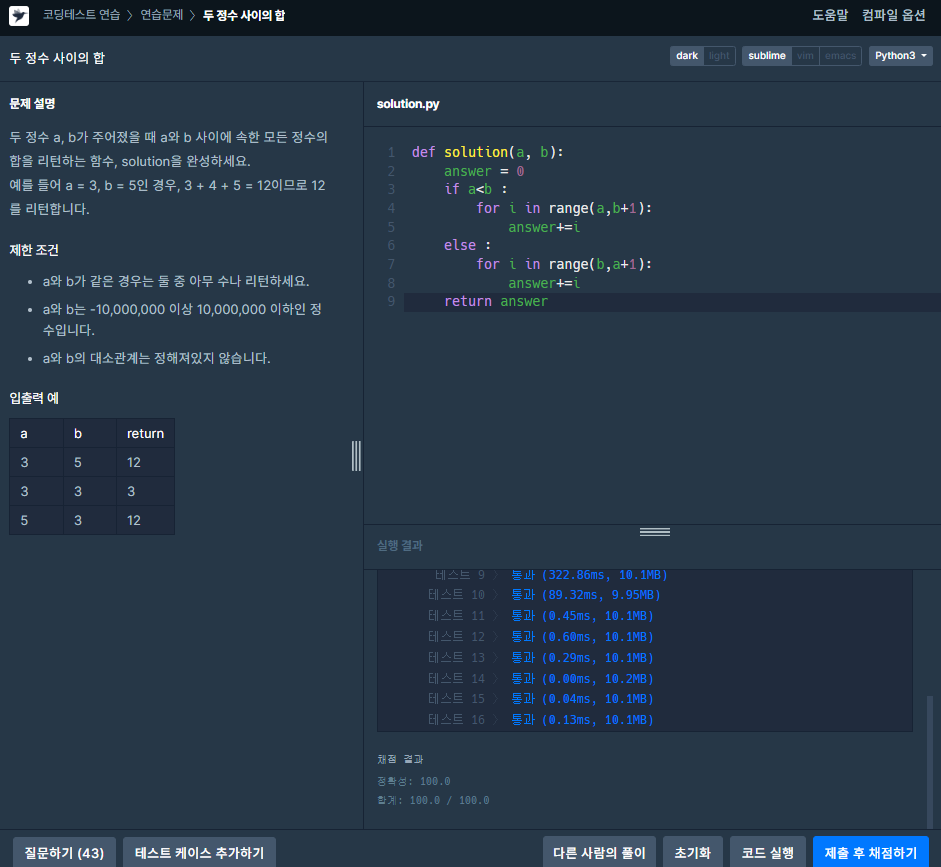 코딩테스트 연습 〉 연습문제 〉 두 정수 사이의 합
도움말 컴파일 옵션
두 정수 사이의 합
dark light sublime vim emacs Python3
문제 설명
두 정수 a, b가 주어졌을 때 a와 b 사이에 속한 모든 정수의
합을 리턴하는 함수, solution을 완성하세요.
예를 들어 a = 3, b = 5인 경우, 3 + 4 + 5 = 12이므로 12
를 리턴합니다.
제한 조건
• a와 b가 같은 경우는 둘 중 아무 수나 리턴하세요.
• a와 b는 -10,000,000 이상 10,000,000 이하인 정
수입니다.
• a와 b의 대소관계는 정해져있지 않습니다.
입출력 예
a b return
3 5 12
3 3 3
5 3 12
solution.py
1 def solution(a, b):
2     answer = 0
3     if a<b :
4         for i in range(a,b+1):
5             answer+=i
6     else :
7         for i in range(b,a+1):
8             answer+=i
9     return answer
실행 결과
테스트 9 〉 통과 (322.86ms, 10.1MB)
테스트 10 〉 통과 (89.32ms, 9.95MB)
테스트 11 〉 통과 (0.45ms, 10.1MB)
테스트 12 〉 통과 (0.60ms, 10.1MB)
테스트 13 〉 통과 (0.29ms, 10.1MB)
테스트 14 〉 통과 (0.00ms, 10.2MB)
테스트 15 〉 통과 (0.04ms, 10.1MB)
테스트 16 〉 통과 (0.13ms, 10.1MB)
채점 결과
정확성: 100.0
합계: 100.0 / 100.0
질문하기 (43) 테스트 케이스 추가하기 다른 사람의 풀이 초기화 코드 실행 제출 후 채점하기